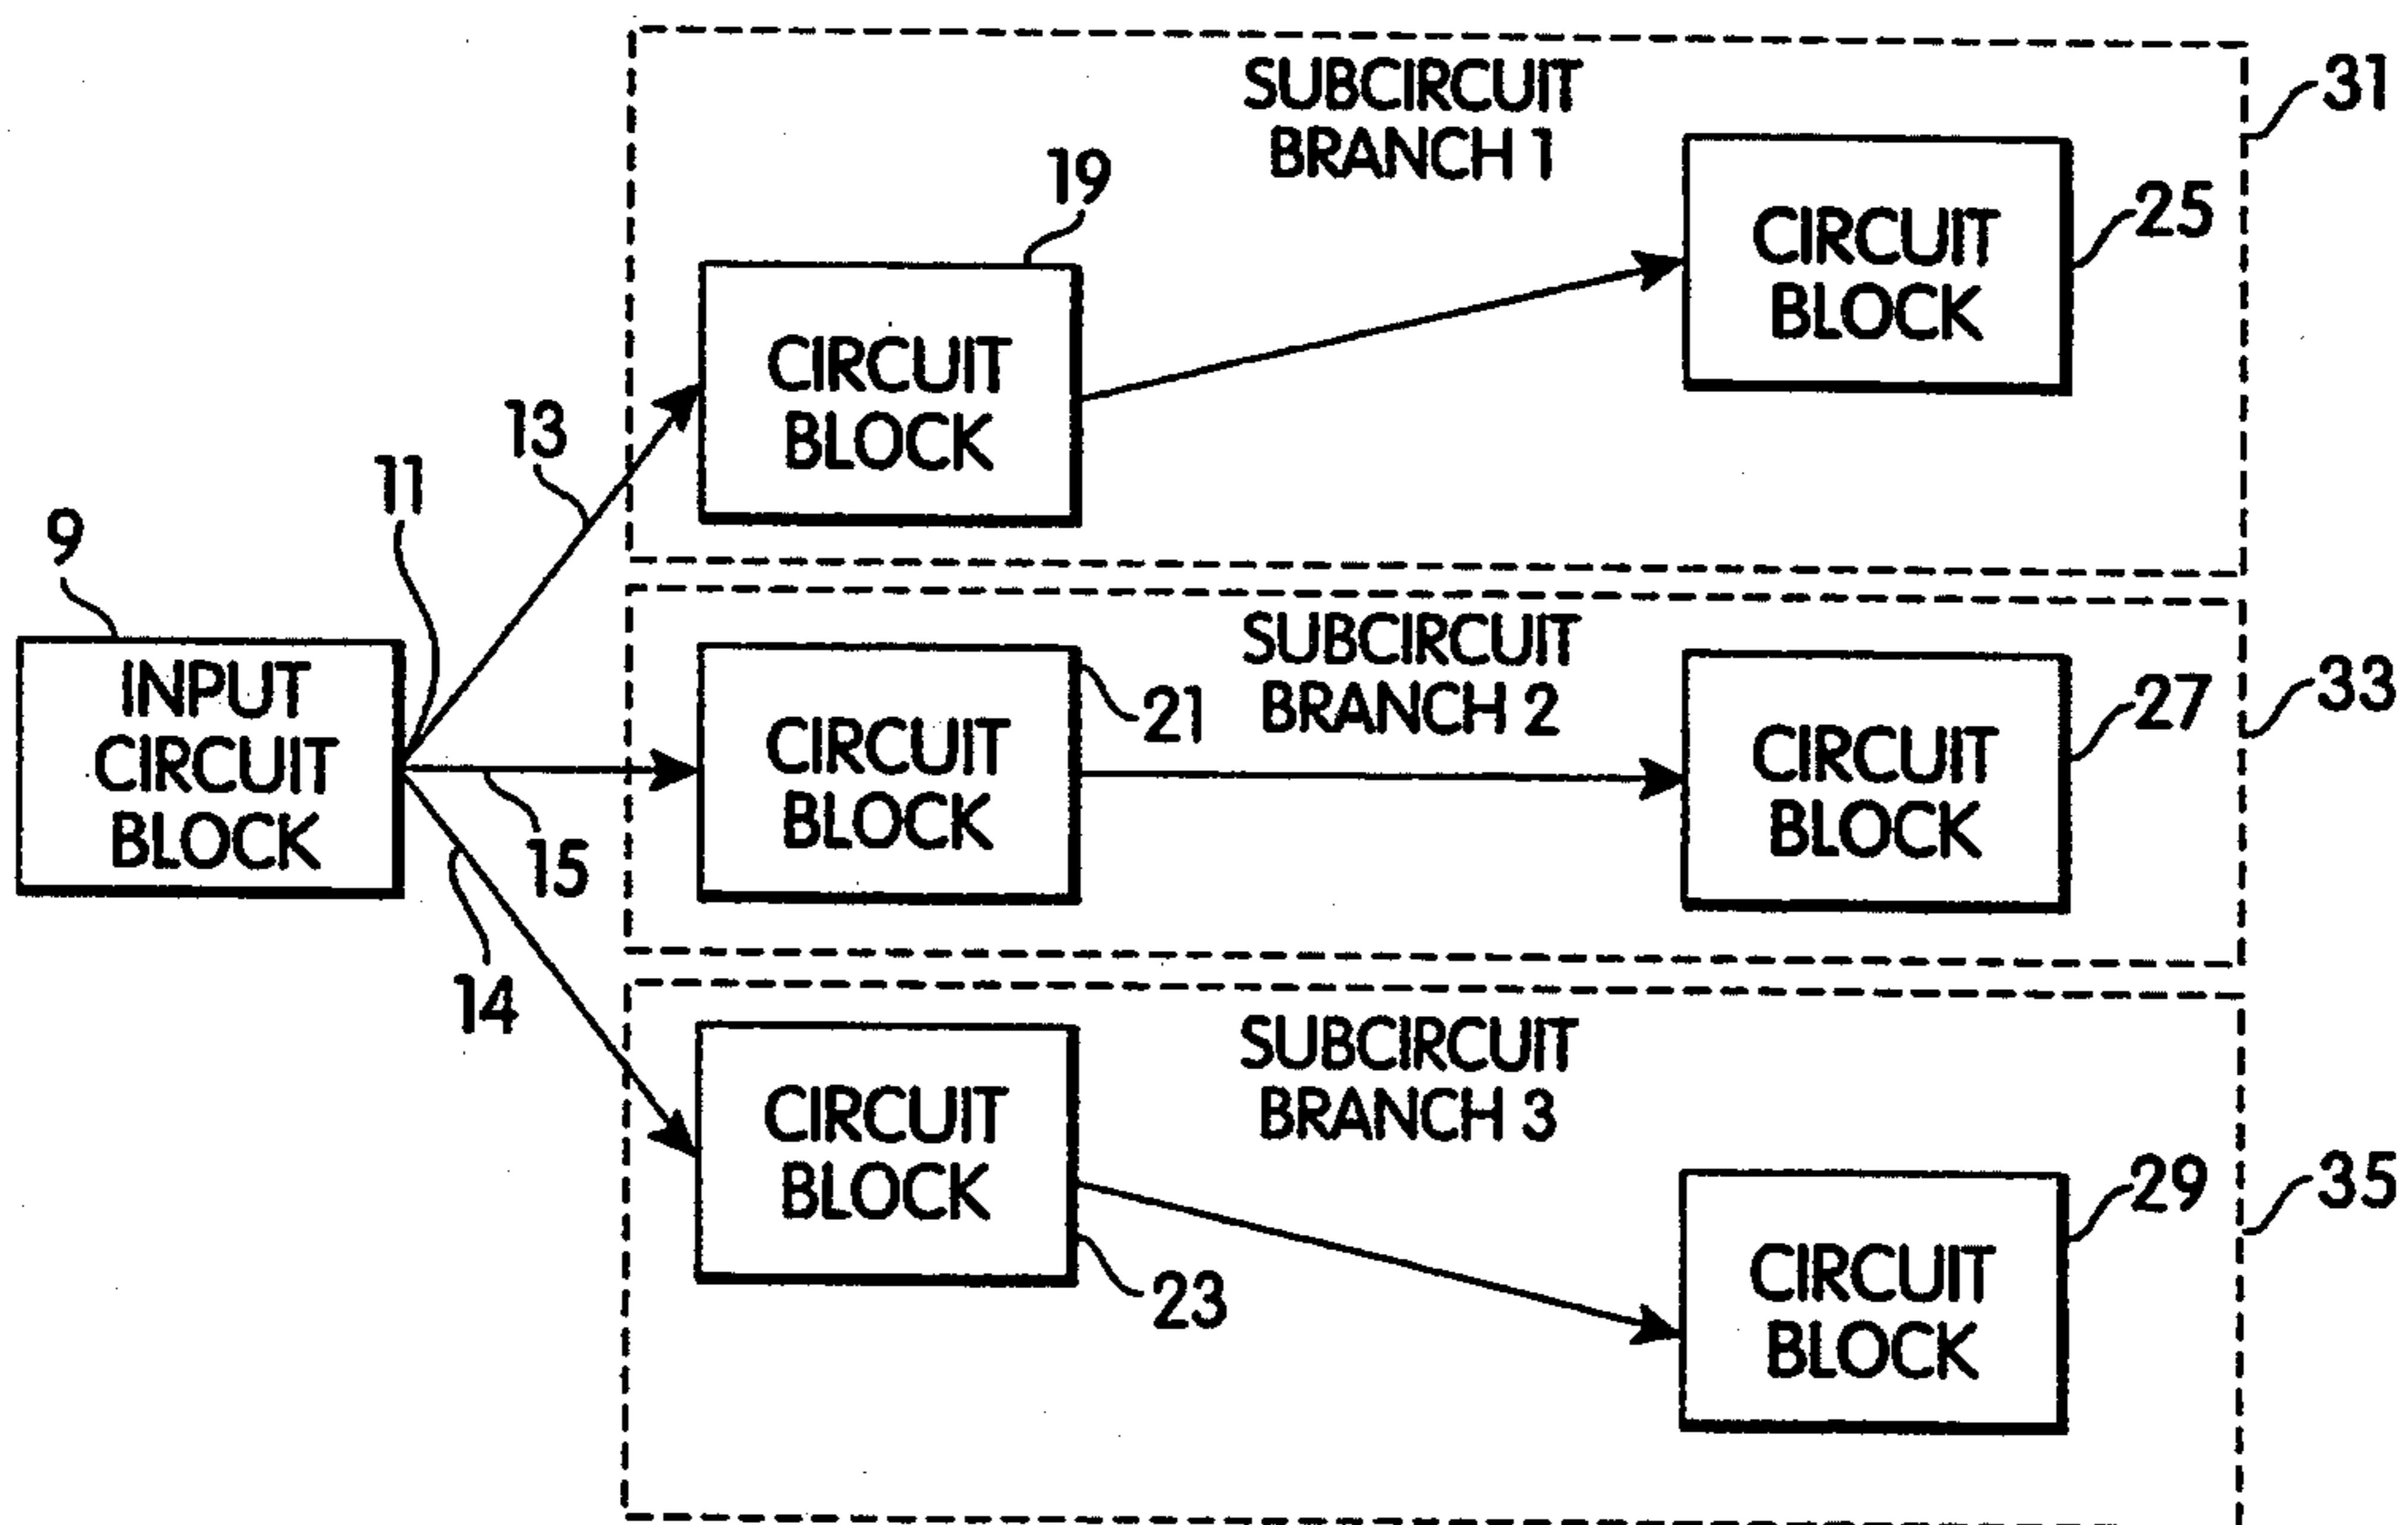 SUBCIRCUIT
BRANCH 1
31
19
CIRCUIT
BLOCK
25
CIRCUIT
BLOCK
13
11
9
INPUT
CIRCUIT
BLOCK
SUBCIRCUIT
BRANCH 2
33
21
CIRCUIT
BLOCK
27
CIRCUIT
BLOCK
15
14
SUBCIRCUIT
BRANCH 3
35
CIRCUIT
BLOCK
23
29
CIRCUIT
BLOCK